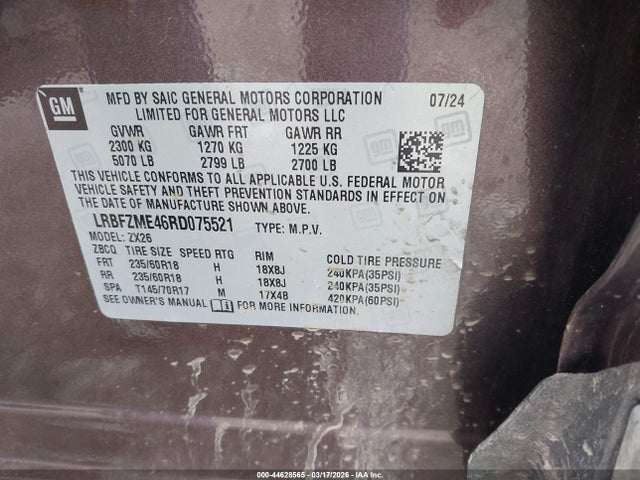 GM
MFD BY SAIC GENERAL MOTORS CORPORATION 07/24
LIMITED FOR GENERAL MOTORS LLC
GVWR GAWR FRT GAWR RR
2300 KG 1270 KG 1225 KG
5070 LB 2799 LB 2700 LB
THIS VEHICLE CONFORMS TO ALL APPLICABLE U.S. FEDERAL MOTOR
VEHICLE SAFETY AND THEFT PREVENTION STANDARDS IN EFFECT ON
THE DATE OF MANUFACTURE SHOWN ABOVE.
LRBFZME46RD075521 TYPE: M.P.V.
MODEL: ZX26
ZBCQ TIRE SIZE SPEED RTG RIM COLD TIRE PRESSURE
FRT 235/60R18 H 18X8J 240KPA(35PSI)
RR 235/60R18 H 18X8J 240KPA(35PSI)
SPA T145/70R17 M 17X4B 420KPA(60PSI)
SEE OWNER'S MANUAL FOR MORE INFORMATION.
000-44628565 - 03/17/2026 - IAAI.COM